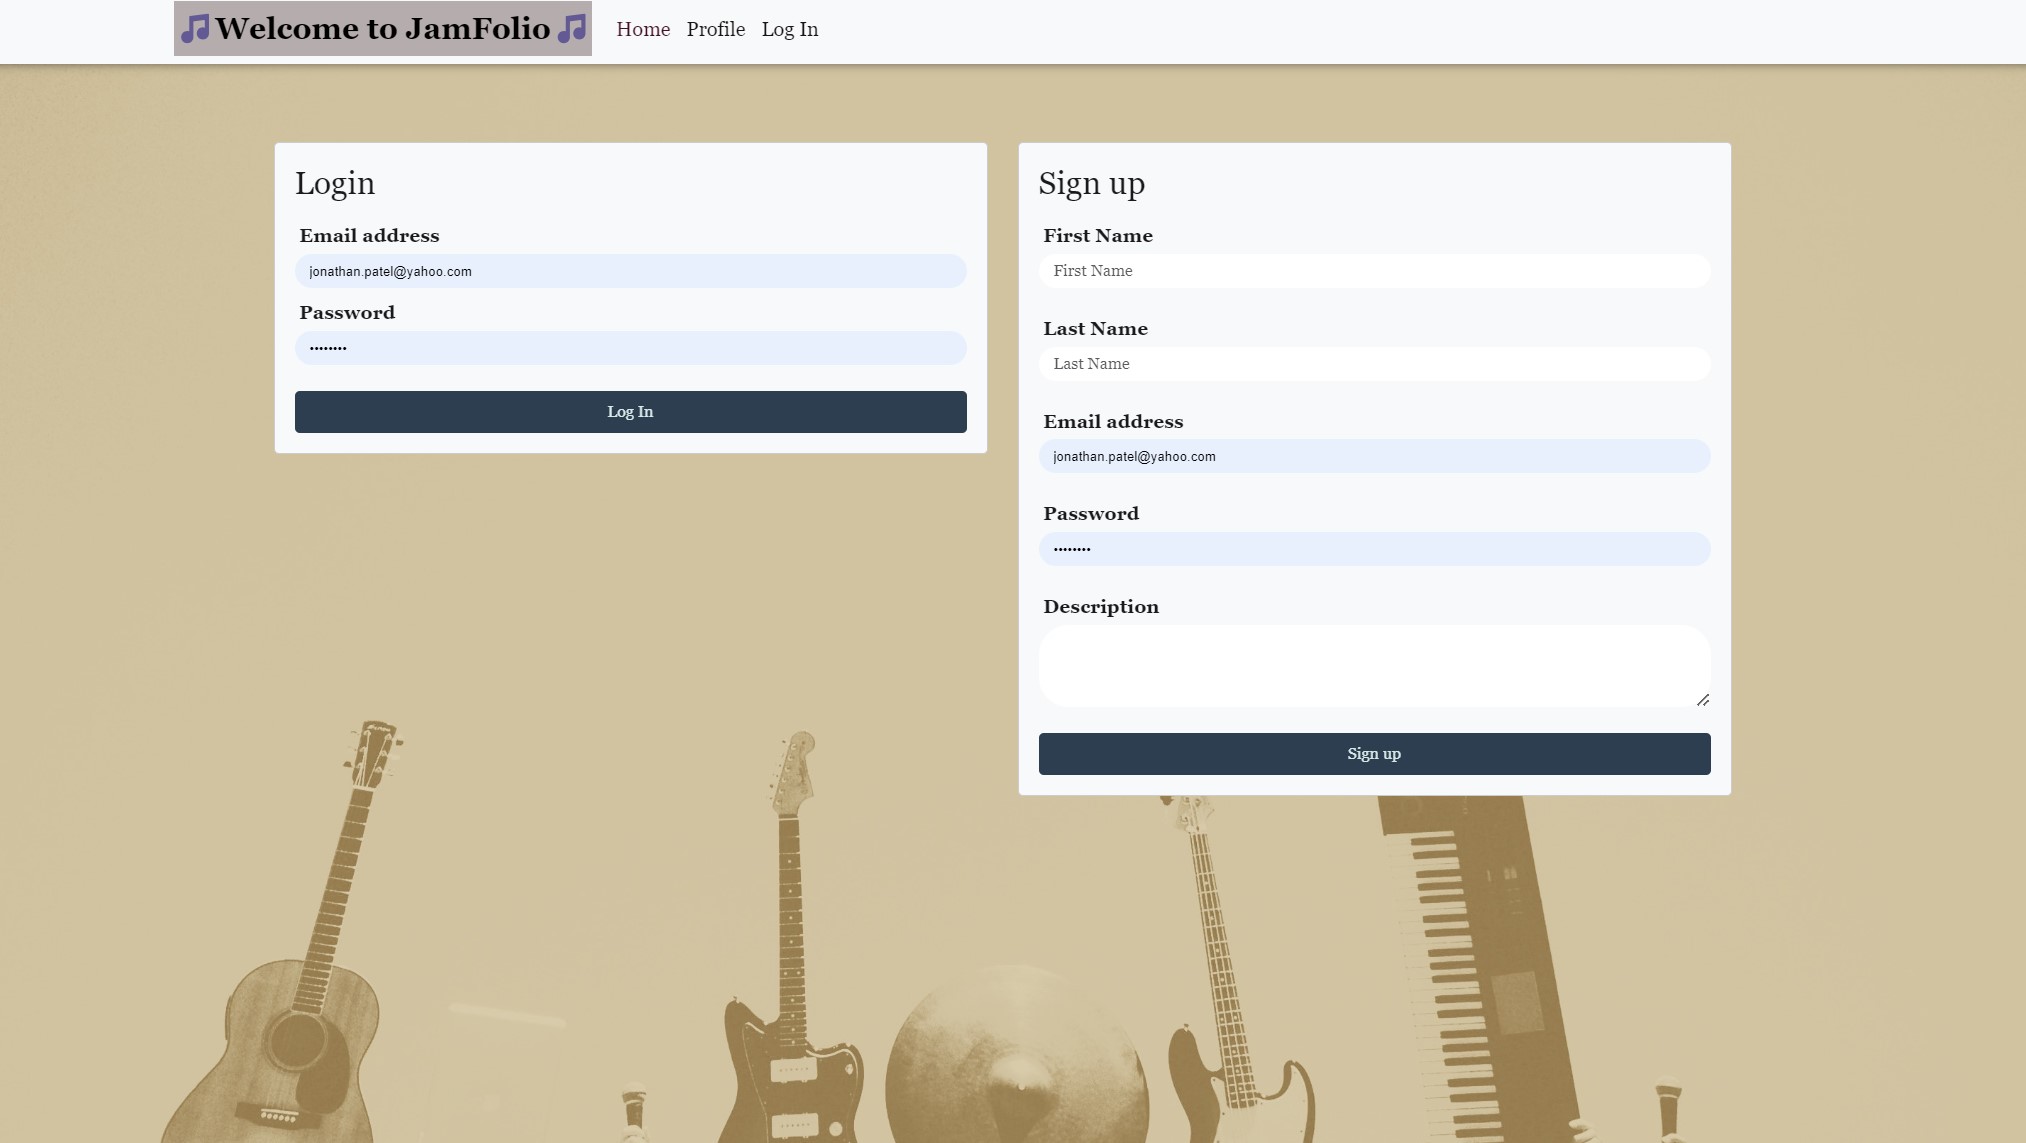 🎵Welcome to JamFolio🎵 Home Profile Log In
Login
Email address
jonathan.patel@yahoo.com
Password
••••••••
Log In
Sign up
First Name
First Name
Last Name
Last Name
Email address
jonathan.patel@yahoo.com
Password
••••••••
Description
Sign up